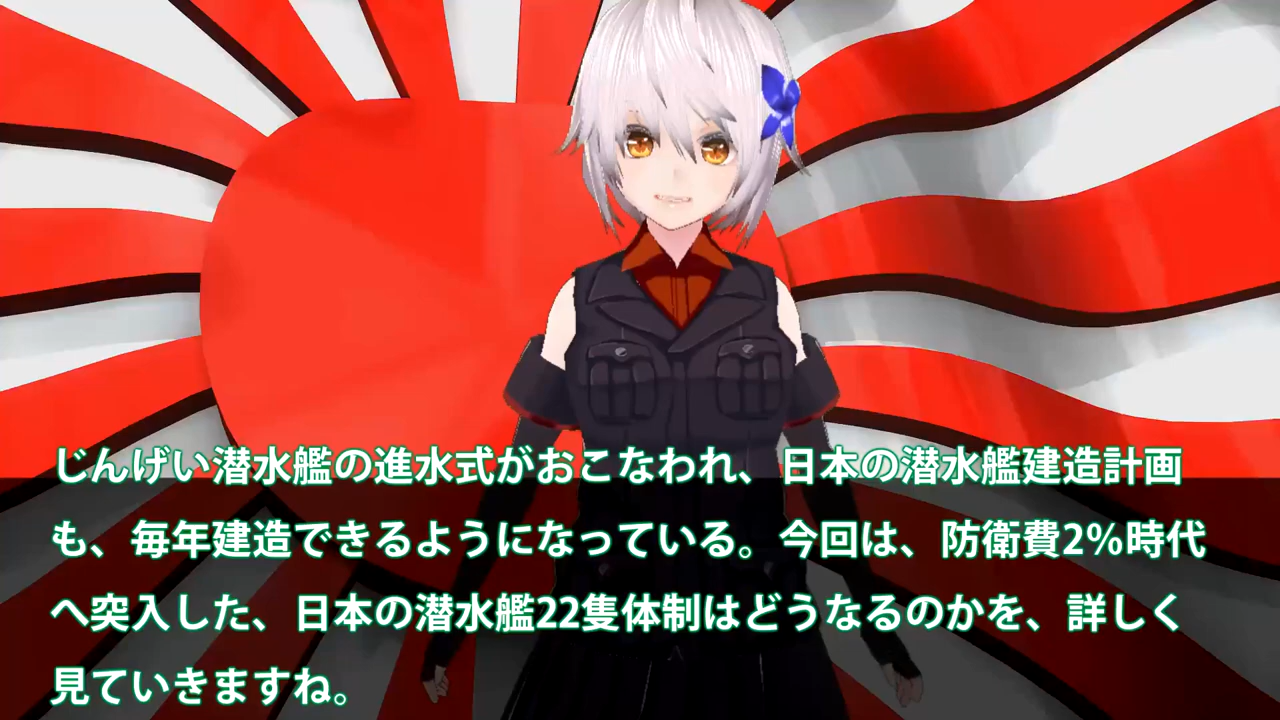 じんげい潜水艦の進水式がおこなわれ、日本の潜水艦建造計画
も、毎年建造できるようになっている。今回は、防衛費2%時代
へ突入した、日本の潜水艦22隻体制はどうなるのかを、詳しく
見ていきますね。